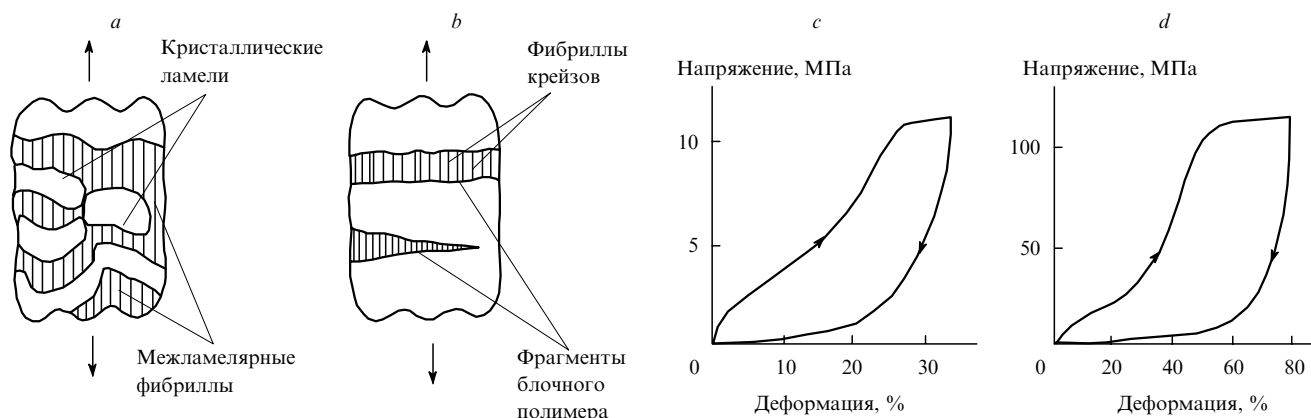 a
Кристаллические
ламели
Межламелярные
фибриллы
b
Фибриллы
крейзов
Фрагменты
блочного
полимера
c
Напряжение, МПа
10
5
0
10
20
30
Деформация, %
d
Напряжение, МПа
100
50
0
20
40
60
80
Деформация, %